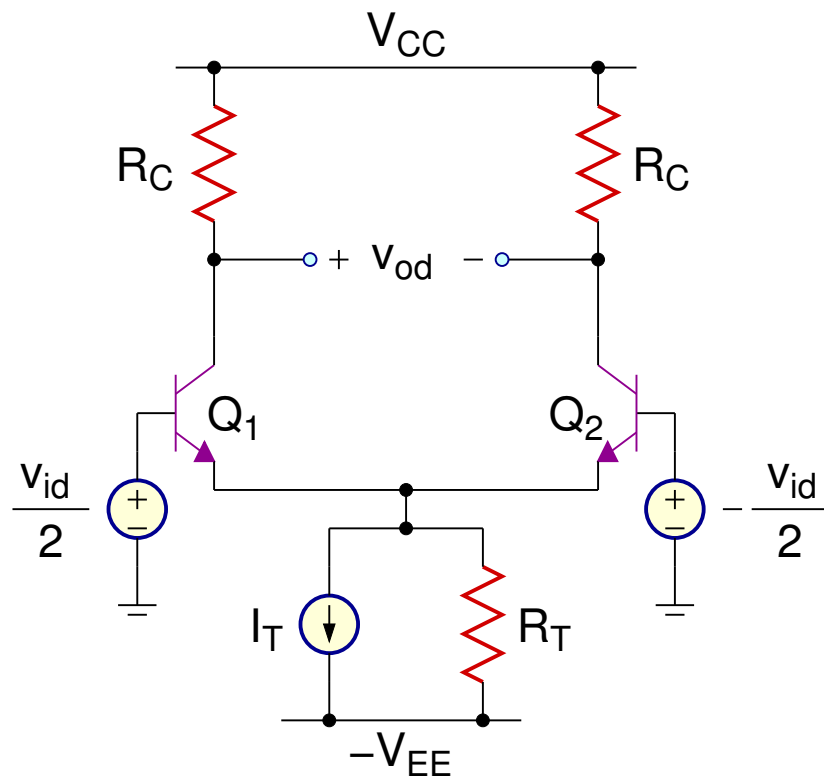 V_CC
R_C R_C
+ v_od −
Q_1 Q_2
v_id/2 + − + − − v_id/2
I_T R_T
−V_EE